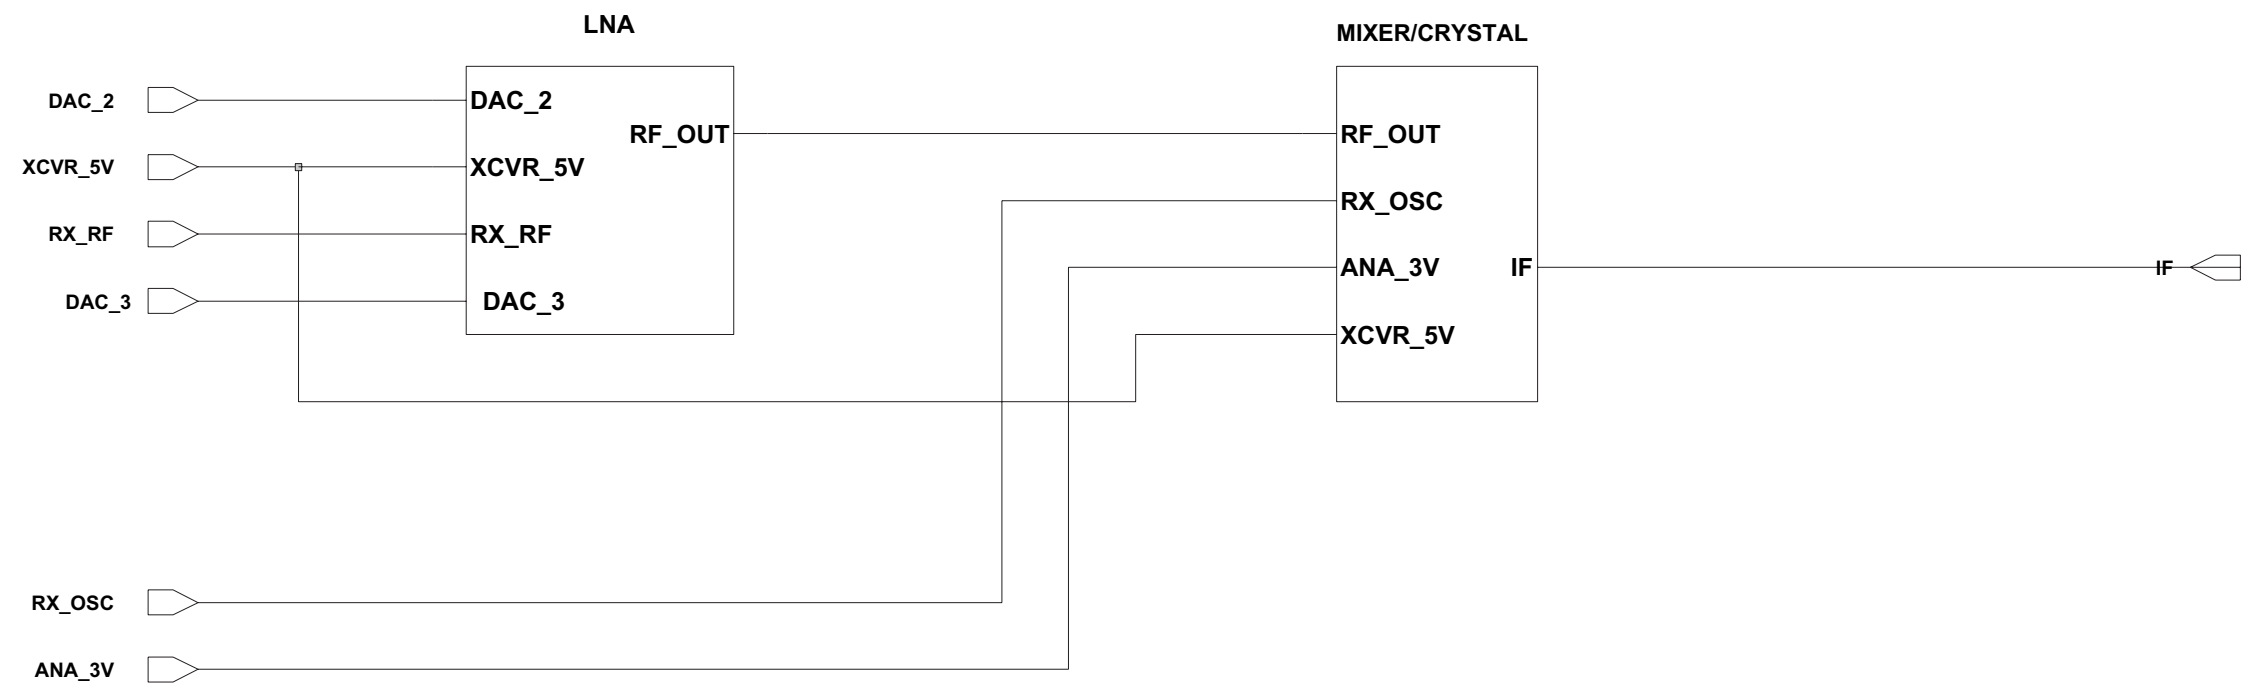 LNA
MIXER/CRYSTAL
DAC_2
XCVR_5V
RX_RF
DAC_3
DAC_2
RF_OUT
XCVR_5V
RX_RF
DAC_3
RF_OUT
RX_OSC
ANA_3V
IF
XCVR_5V
IF
RX_OSC
ANA_3V